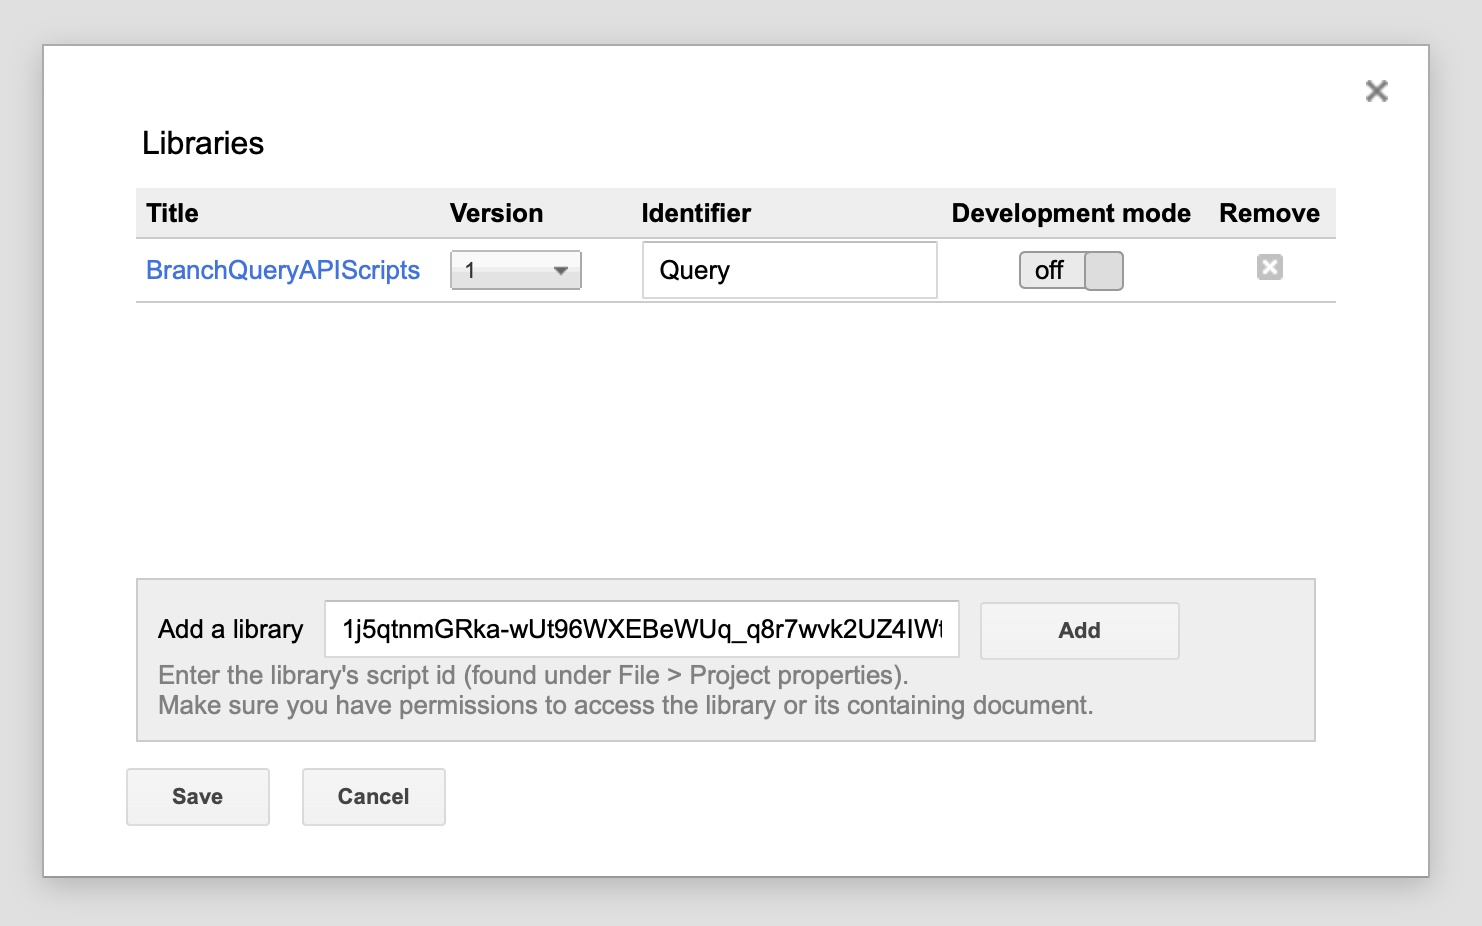 Libraries
Title Version Identifier Development mode Remove
BranchQueryAPIScripts 1 Query off
Add a library 1j5qtnmGRka-wUt96WXEBeWUq_q8r7wvk2UZ4IWt Add
Enter the library's script id (found under File > Project properties).
Make sure you have permissions to access the library or its containing document.
Save Cancel